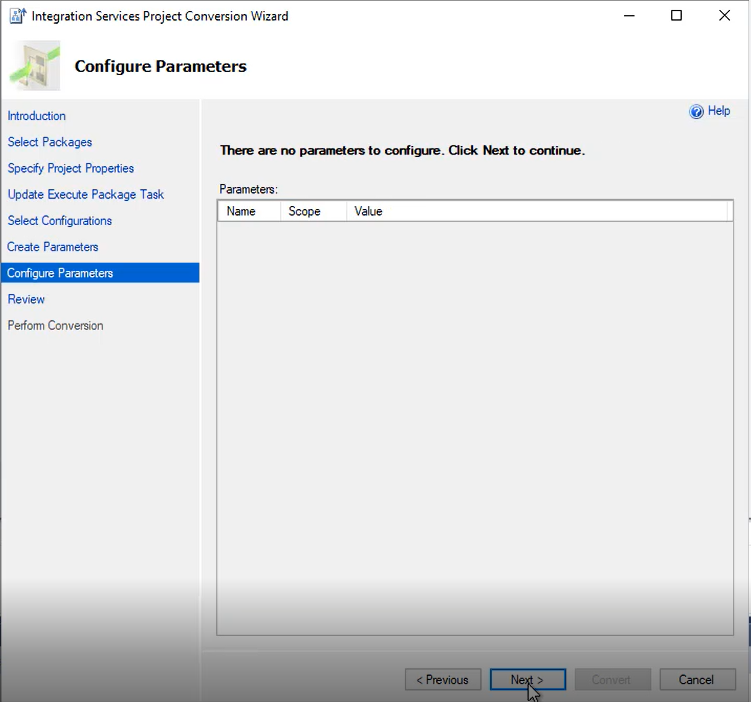 Integration Services Project Conversion Wizard
Configure Parameters
Help
Introduction
Select Packages
Specify Project Properties
Update Execute Package Task
Select Configurations
Create Parameters
Configure Parameters
Review
Perform Conversion
There are no parameters to configure. Click Next to continue.
Parameters:
Name Scope Value
< Previous Next > Convert Cancel